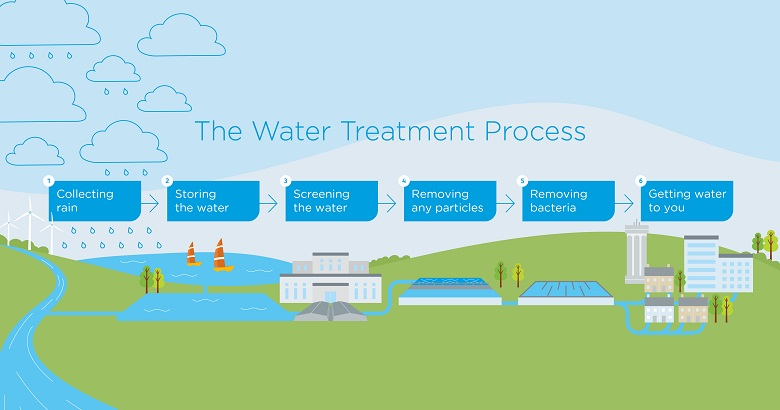 The Water Treatment Process
1
Collecting
rain
2
Storing
the water
3
Screening
the water
4
Removing
any particles
5
Removing
bacteria
6
Getting water
to you